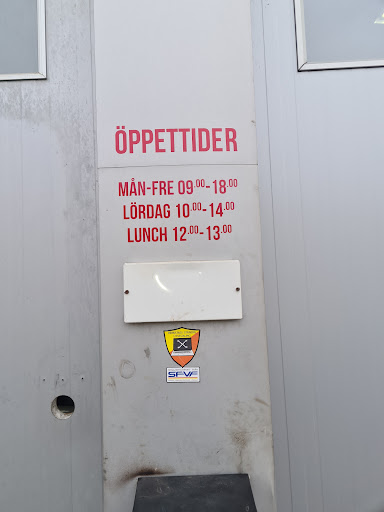 ÖPPETTIDER
MÅN-FRE 09.00-18.00
LÖRDAG 10.00-14.00
LUNCH 12.00-13.00
SFVF